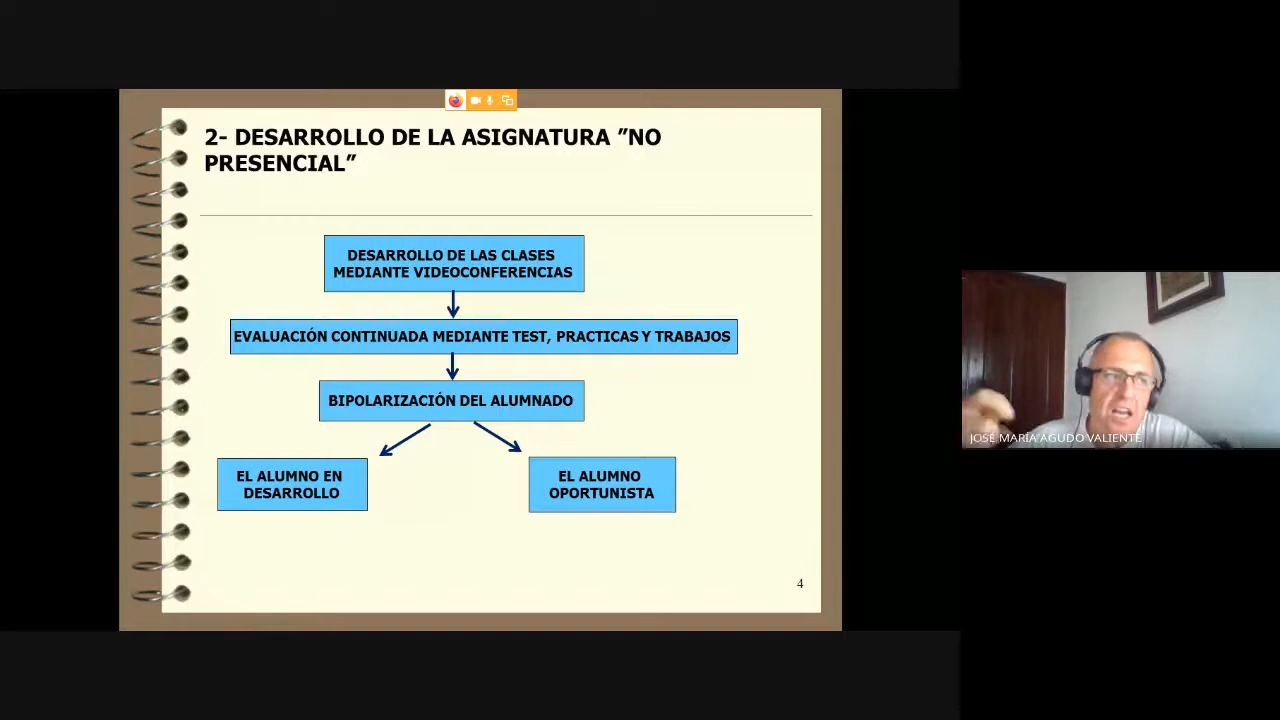 2- DESARROLLO DE LA ASIGNATURA ”NO
PRESENCIAL”
DESARROLLO DE LAS CLASES
MEDIANTE VIDEOCONFERENCIAS
EVALUACIÓN CONTINUADA MEDIANTE TEST, PRACTICAS Y TRABAJOS
BIPOLARIZACIÓN DEL ALUMNADO
EL ALUMNO EN
DESARROLLO
EL ALUMNO
OPORTUNISTA
4
JOSÉ MARÍA AGUDO VALIENTE